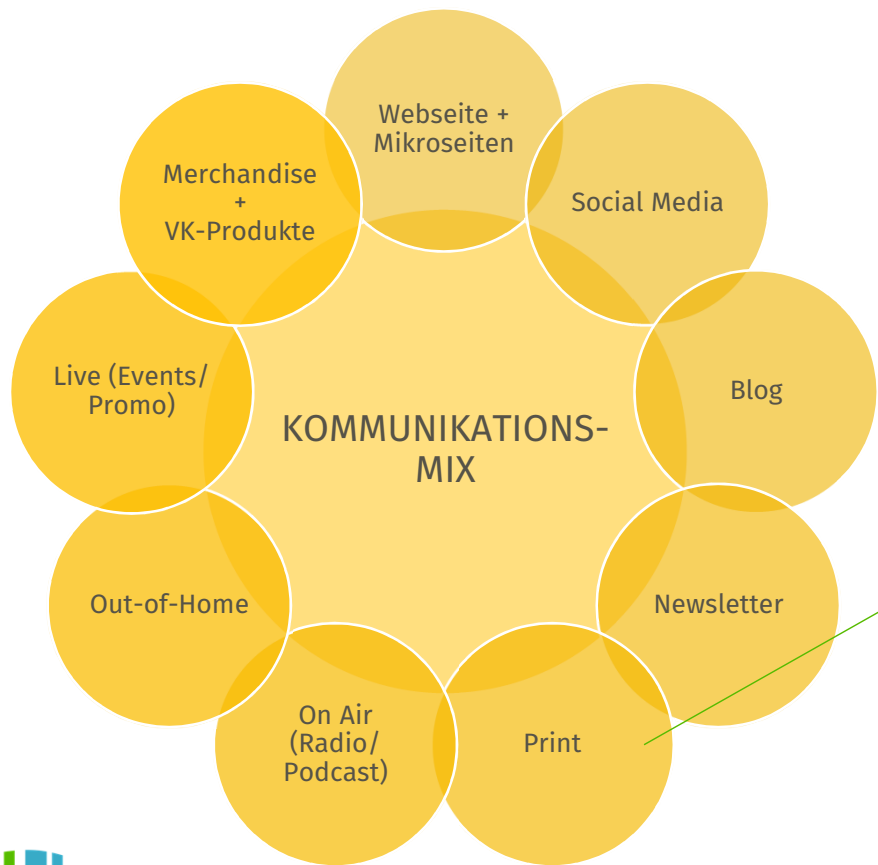 Webseite +
Mikroseiten
Social Media
Blog
Newsletter
Print
On Air
(Radio/
Podcast)
Out-of-Home
Live (Events/
Promo)
Merchandise
+
VK-Produkte
KOMMUNIKATIONS-
MIX